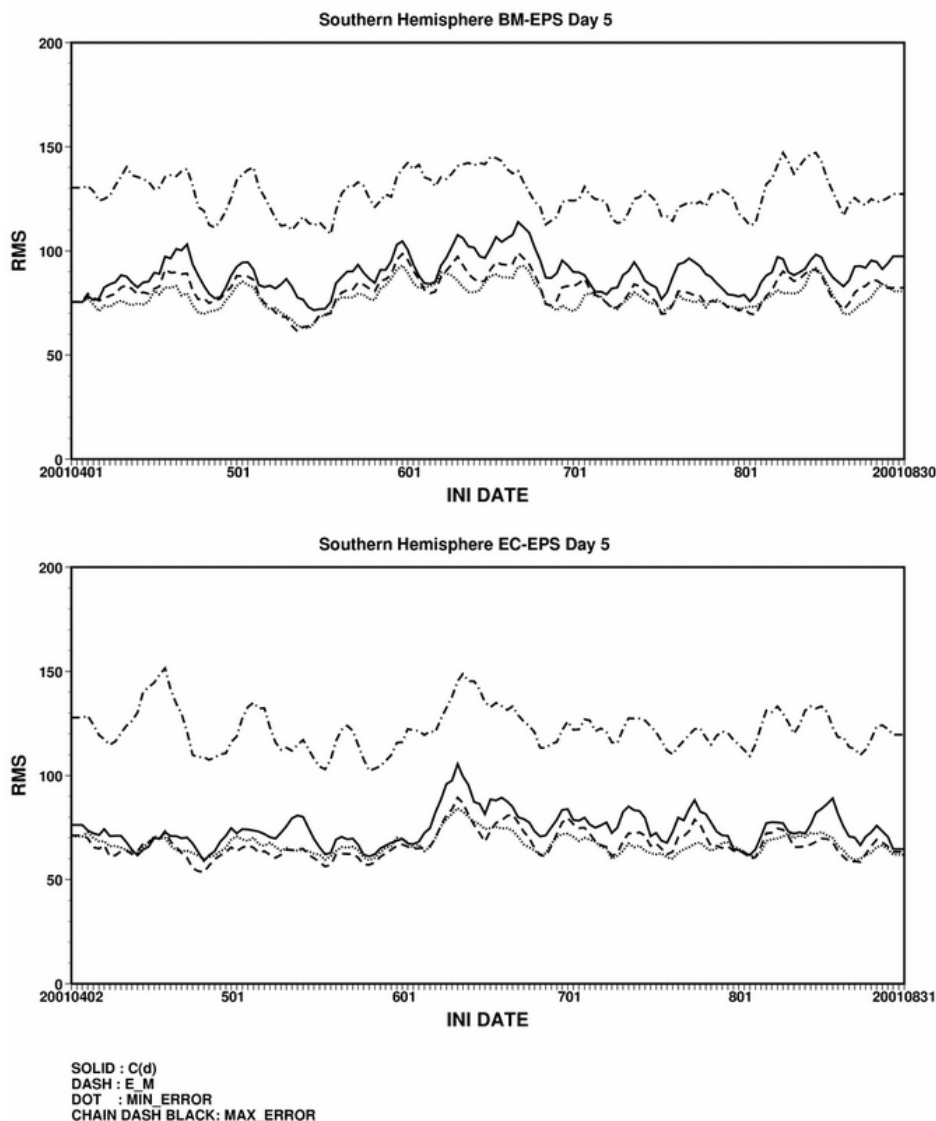 Southern Hemisphere BM-EPS Day 5
200
150
100
50
0
RMS
20010401 501 601 701 801 20010830
INI DATE
Southern Hemisphere EC-EPS Day 5
200
150
100
50
0
RMS
20010402 501 601 701 801 20010831
INI DATE
SOLID : C(d)
DASH : E_M
DOT : MIN_ERROR
CHAIN DASH BLACK: MAX_ERROR